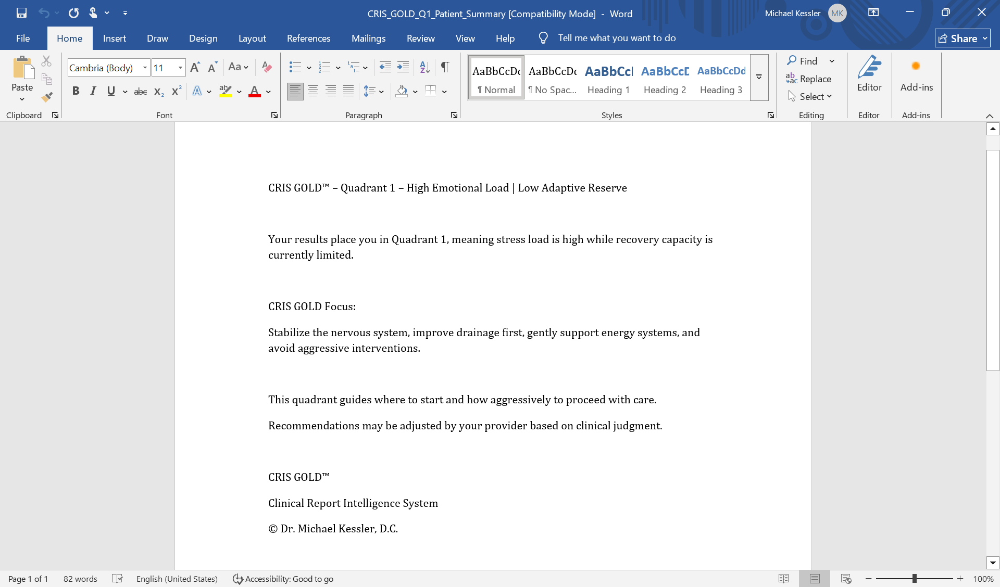 CRIS_GOLD_Q1_Patient_Summary [Compatibility Mode] - Word
Michael Kessler MK
File Home Insert Draw Design Layout References Mailings Review View Help Tell me what you want to do Share
Cambria (Body) 11 Aa
AaBbCcDc AaBbCcDc AaBbCcl AaBbCcD AaBbCcDd
Find
Replace
Select
Paste
B I U abc x₂ x² A ab A
¶ Normal ¶ No Spac... Heading 1 Heading 2 Heading 3
Editor Add-ins
Clipboard Font Paragraph Styles Editing Editor Add-ins
CRIS GOLD™ – Quadrant 1 – High Emotional Load | Low Adaptive Reserve
Your results place you in Quadrant 1, meaning stress load is high while recovery capacity is
currently limited.
CRIS GOLD Focus:
Stabilize the nervous system, improve drainage first, gently support energy systems, and
avoid aggressive interventions.
This quadrant guides where to start and how aggressively to proceed with care.
Recommendations may be adjusted by your provider based on clinical judgment.
CRIS GOLD™
Clinical Report Intelligence System
© Dr. Michael Kessler, D.C.
Page 1 of 1 82 words English (United States) Accessibility: Good to go 100%